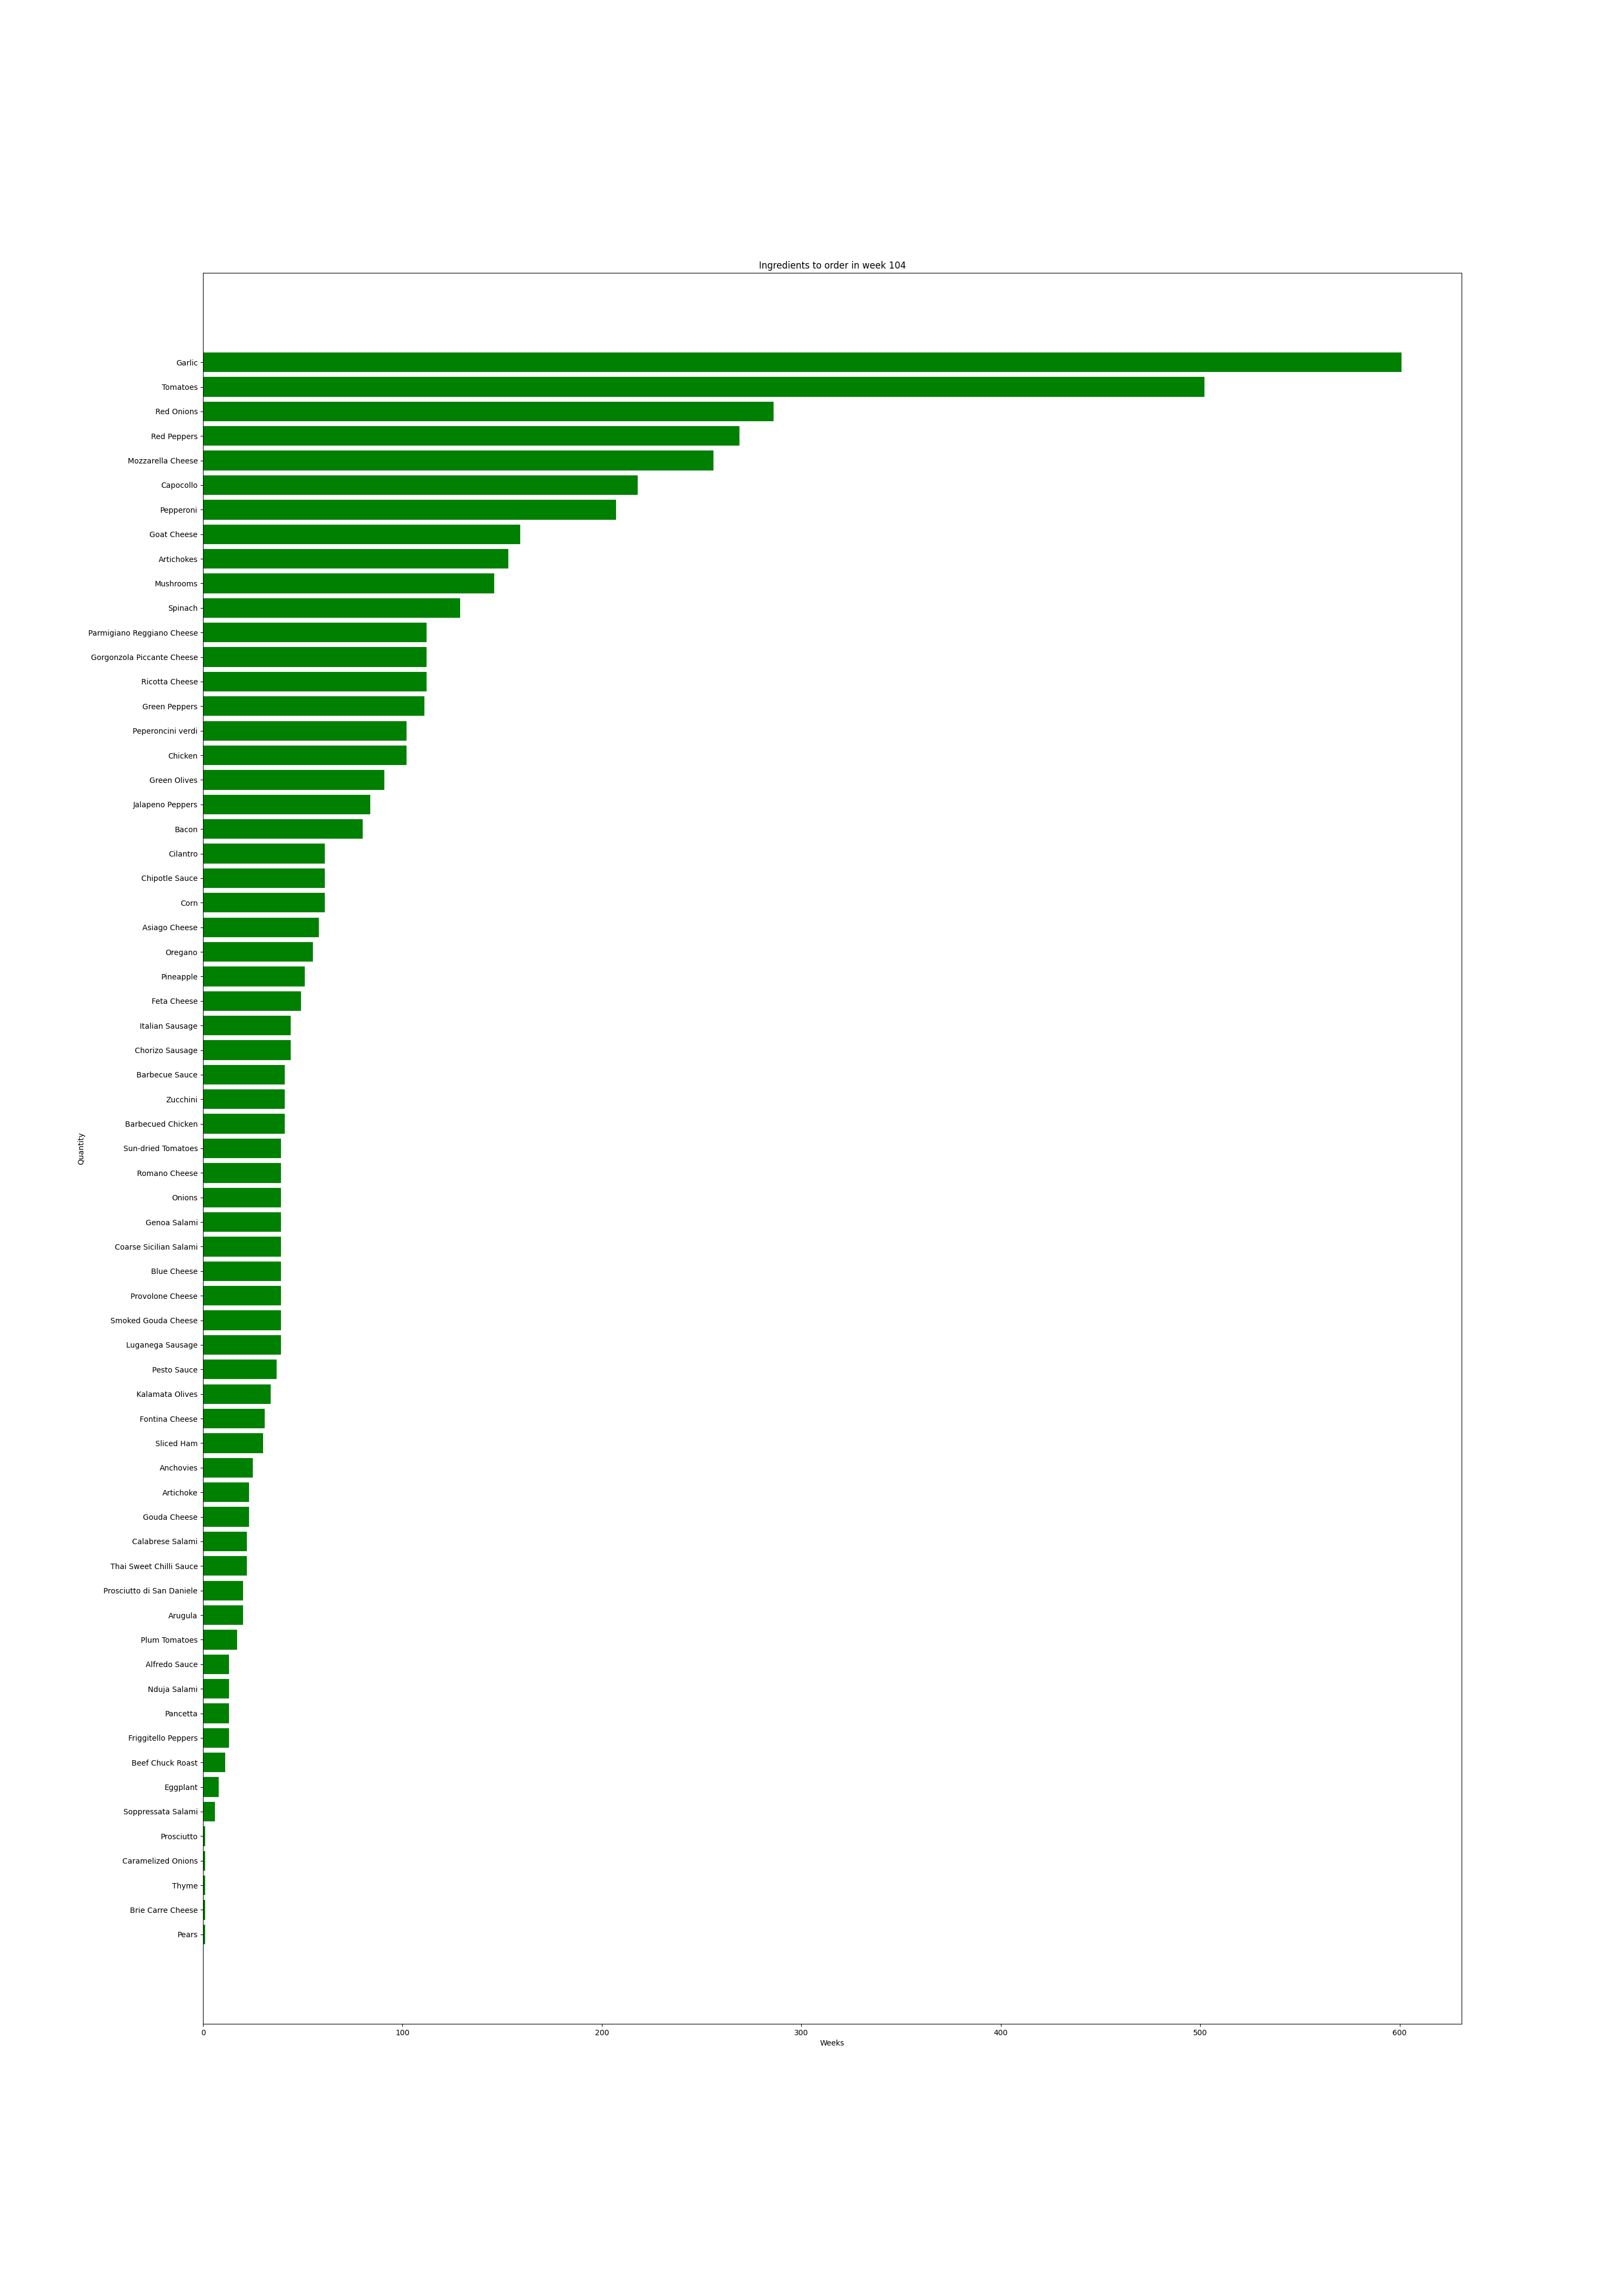 Ingredients to order in week 104
Garlic
Tomatoes
Red Onions
Red Peppers
Mozzarella Cheese
Capocollo
Pepperoni
Goat Cheese
Artichokes
Mushrooms
Spinach
Parmigiano Reggiano Cheese
Gorgonzola Piccante Cheese
Ricotta Cheese
Green Peppers
Peperoncini verdi
Chicken
Green Olives
Jalapeno Peppers
Bacon
Cilantro
Chipotle Sauce
Corn
Asiago Cheese
Oregano
Pineapple
Feta Cheese
Italian Sausage
Chorizo Sausage
Barbecue Sauce
Zucchini
Barbecued Chicken
Sun-dried Tomatoes
Romano Cheese
Onions
Genoa Salami
Coarse Sicilian Salami
Blue Cheese
Provolone Cheese
Smoked Gouda Cheese
Luganega Sausage
Pesto Sauce
Kalamata Olives
Fontina Cheese
Sliced Ham
Anchovies
Artichoke
Gouda Cheese
Calabrese Salami
Thai Sweet Chilli Sauce
Prosciutto di San Daniele
Arugula
Plum Tomatoes
Alfredo Sauce
Nduja Salami
Pancetta
Friggitello Peppers
Beef Chuck Roast
Eggplant
Soppressata Salami
Prosciutto
Caramelized Onions
Thyme
Brie Carre Cheese
Pears
Quantity
0 100 200 300 400 500 600
Weeks